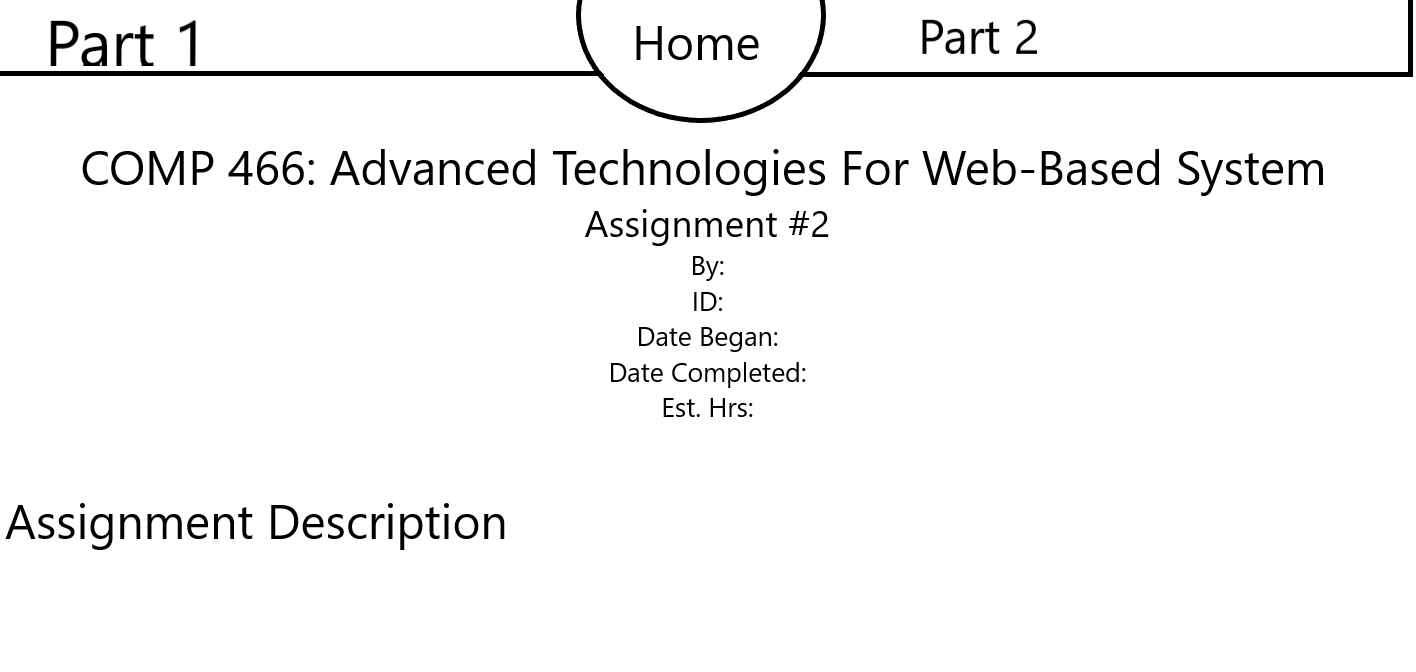 Part 1 Home Part 2
COMP 466: Advanced Technologies For Web-Based System
Assignment #2
By:
ID:
Date Began:
Date Completed:
Est. Hrs:
Assignment Description